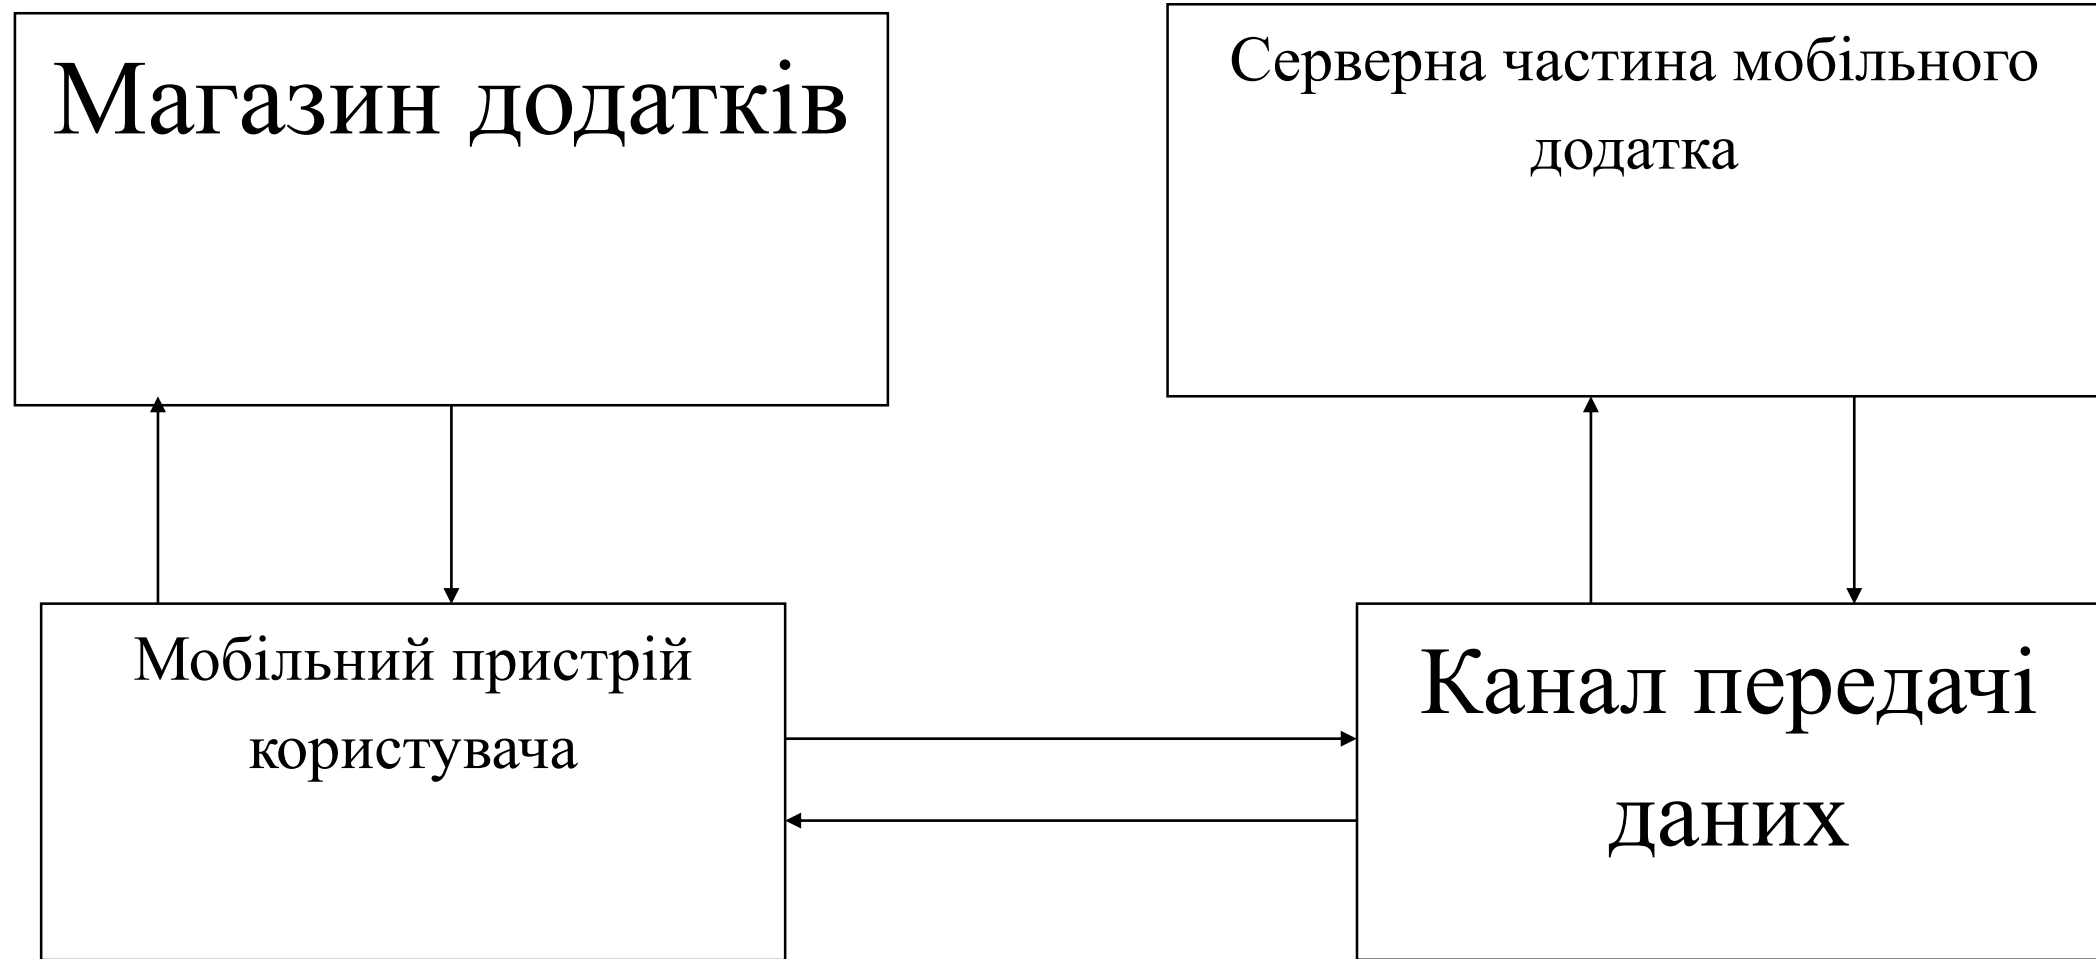 Магазин додатків
Серверна частина мобільного
додатка
Мобільний пристрій
користувача
Канал передачі
даних